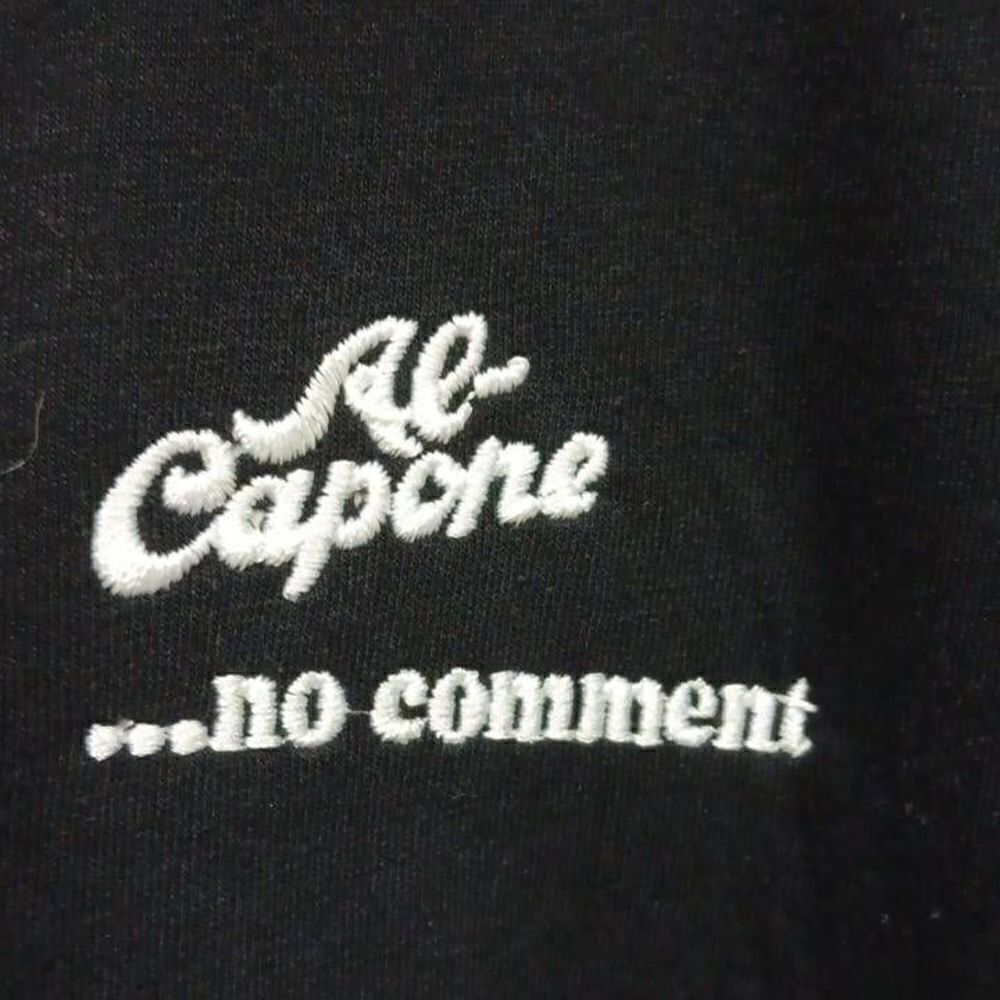 Al
Capone
...no comment